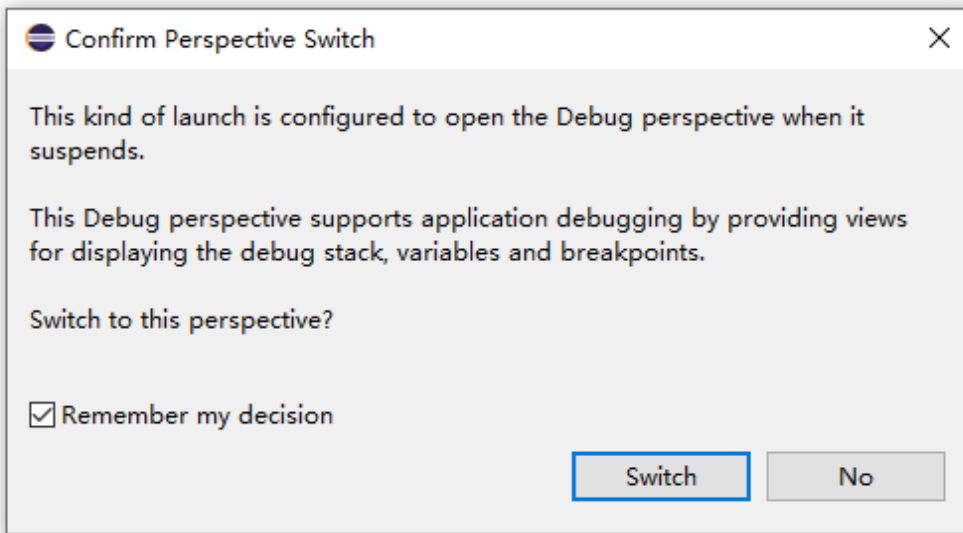 Confirm Perspective Switch
This kind of launch is configured to open the Debug perspective when it
suspends.
This Debug perspective supports application debugging by providing views
for displaying the debug stack, variables and breakpoints.
Switch to this perspective?
Remember my decision
Switch
No